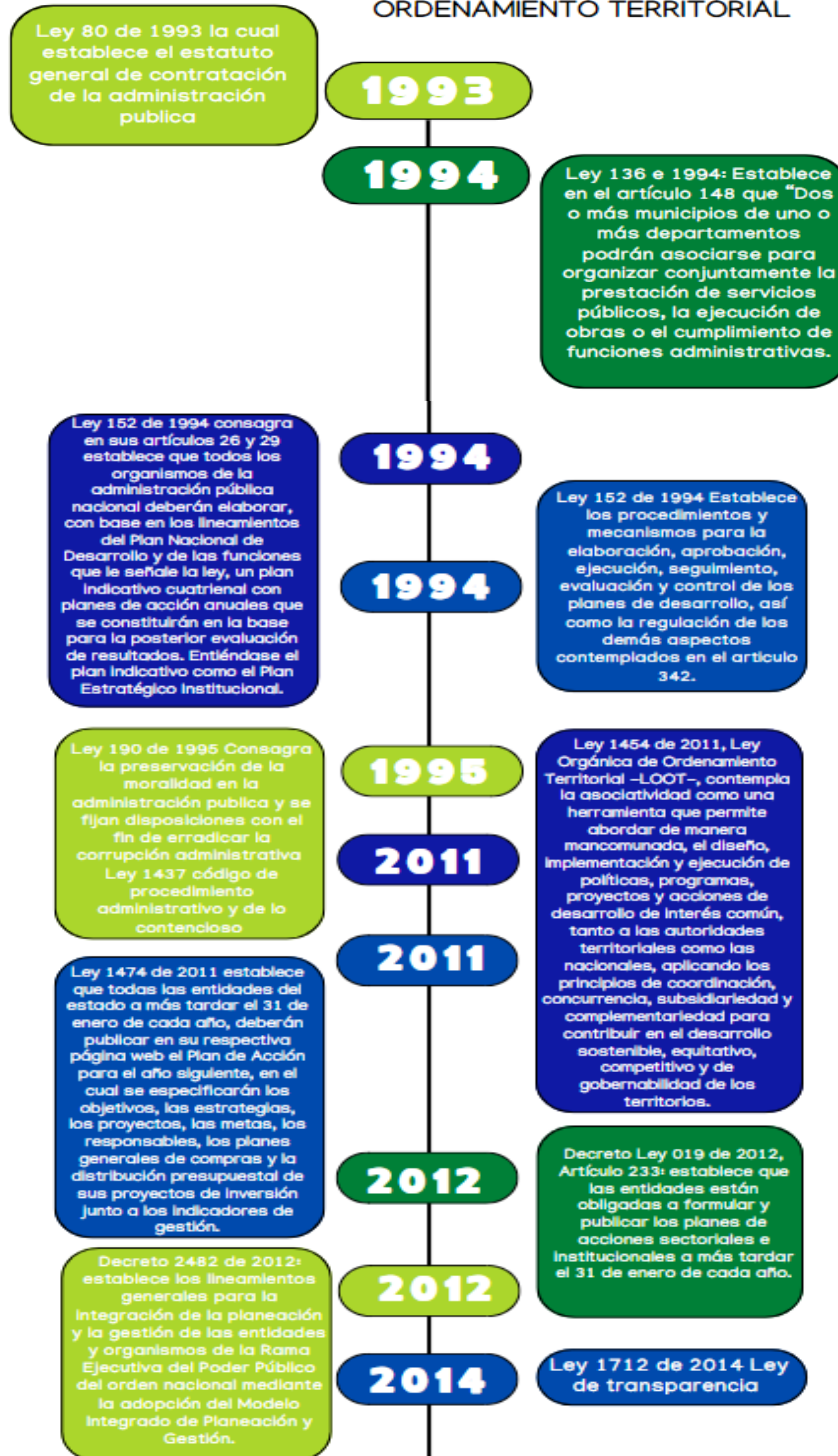 ORDENAMIENTO TERRITORIAL
Ley 80 de 1993 la cual
establece el estatuto
general de contratación
de la administración
publica
1993
1994
Ley 136 e 1994: Establece
en el artículo 148 que “Dos
o más municipios de uno o
más departamentos
podrán asociarse para
organizar conjuntamente la
prestación de servicios
públicos, la ejecución de
obras o el cumplimiento de
funciones administrativas.
Ley 152 de 1994 consagra
en sus artículos 26 y 29
establece que todos los
organismos de la
administración pública
nacional deberán elaborar,
con base en los lineamientos
del Plan Nacional de
Desarrollo y de las funciones
que le señale la ley, un plan
indicativo cuatrienal con
planes de acción anuales que
se constituirán en la base
para la posterior evaluación
de resultados. Entiéndase el
plan indicativo como el Plan
Estratégico Institucional.
1994
1994
Ley 152 de 1994 Establece
los procedimientos y
mecanismos para la
elaboración, aprobación,
ejecución, seguimiento,
evaluación y control de los
planes de desarrollo, así
como la regulación de los
demás aspectos
contemplados en el articulo
342.
Ley 190 de 1995 Consagra
la preservación de la
moralidad en la
administración publica y se
fijan disposiciones con el
fin de erradicar la
corrupción administrativa
Ley 1437 código de
procedimiento
administrativo y de lo
contencioso
1995
2011
Ley 1454 de 2011, Ley
Orgánica de Ordenamiento
Territorial –LOOT–, contempla
la asociatividad como una
herramienta que permite
abordar de manera
mancomunada, el diseño,
implementación y ejecución de
políticas, programas,
proyectos y acciones de
desarrollo de interés común,
tanto a las autoridades
territoriales como las
nacionales, aplicando los
principios de coordinación,
concurrencia, subsidiariedad y
complementariedad para
contribuir en el desarrollo
sostenible, equitativo,
competitivo y de
gobernabilidad de los
territorios.
2011
Ley 1474 de 2011 establece
que todas las entidades del
estado a más tardar el 31 de
enero de cada año, deberán
publicar en su respectiva
página web el Plan de Acción
para el año siguiente, en el
cual se especificarán los
objetivos, las estrategias,
los proyectos, las metas, los
responsables, los planes
generales de compras y la
distribución presupuestal de
sus proyectos de inversión
junto a los indicadores de
gestión.
2012
Decreto Ley 019 de 2012,
Artículo 233: establece que
las entidades están
obligadas a formular y
publicar los planes de
acciones sectoriales e
institucionales a más tardar
el 31 de enero de cada año.
Decreto 2482 de 2012:
establece los lineamientos
generales para la
integración de la planeación
y la gestión de las entidades
y organismos de la Rama
Ejecutiva del Poder Público
del orden nacional mediante
la adopción del Modelo
Integrado de Planeación y
Gestión.
2012
2014
Ley 1712 de 2014 Ley
de transparencia